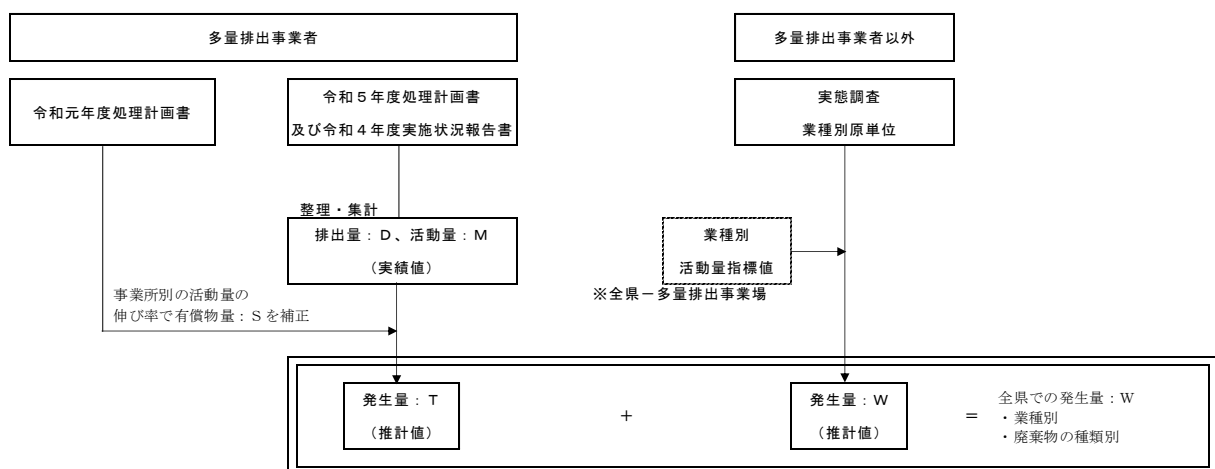 多量排出事業者
多量排出事業者以外
令和元年度処理計画書
令和５年度処理計画書
及び令和４年度実施状況報告書
実態調査
業種別原単位
整理・集計
排出量：Ｄ、活動量：Ｍ
（実績値）
業種別
活動量指標値
※全県－多量排出事業場
事業所別の活動量の
伸び率で有償物量：Ｓを補正
発生量：Ｔ
（推計値）
＋
発生量：Ｗ
（推計値）
＝
全県での発生量：Ｗ
・業種別
・廃棄物の種類別